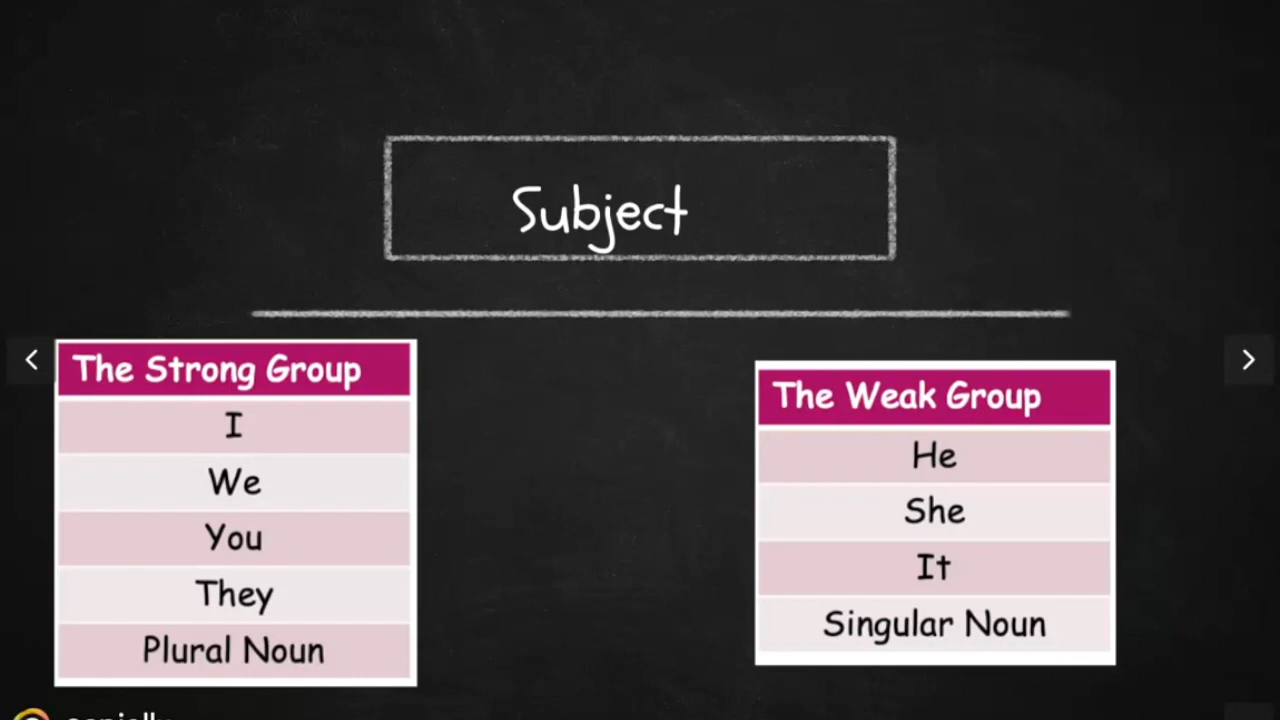 Subject
The Strong Group
I
We
You
They
Plural Noun
The Weak Group
He
She
It
Singular Noun